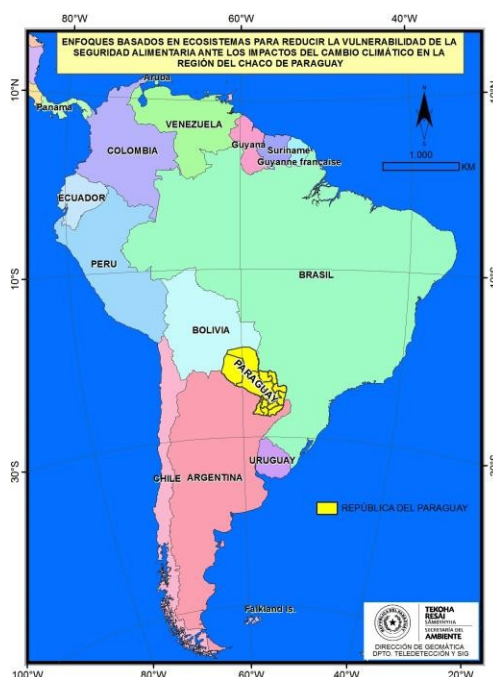 80°W
60°W
40°W
ENFOQUES BASADOS EN ECOSISTEMAS PARA REDUCIR LA VULNERABILIDAD DE LA
SEGURIDAD ALIMENTARIA ANTE LOS IMPACTOS DEL CAMBIO CLIMÁTICO EN LA
REGIÓN DEL CHACO DE PARAGUAY
Aruba
10°N
Panama
VENEZUELA
Guyana
COLOMBIA
Suriname
Guyanne française
1.000
KM
ECUADOR
PERU
BRASIL
10°S
10°S
BOLIVIA
PARAGUAY
30°S
URUGUAY
CHILE
ARGENTINA
REPÚBLICA DEL PARAGUAY
Falkland Is.
TEKOHA
RESÃI
SÃMBYHYHA
SECRETARÍA DEL
AMBIENTE
DIRECCIÓN DE GEOMÁTICA
DPTO. TELEDETECCIÓN Y SIG
100°W
80°W
60°W
40°W
20°W